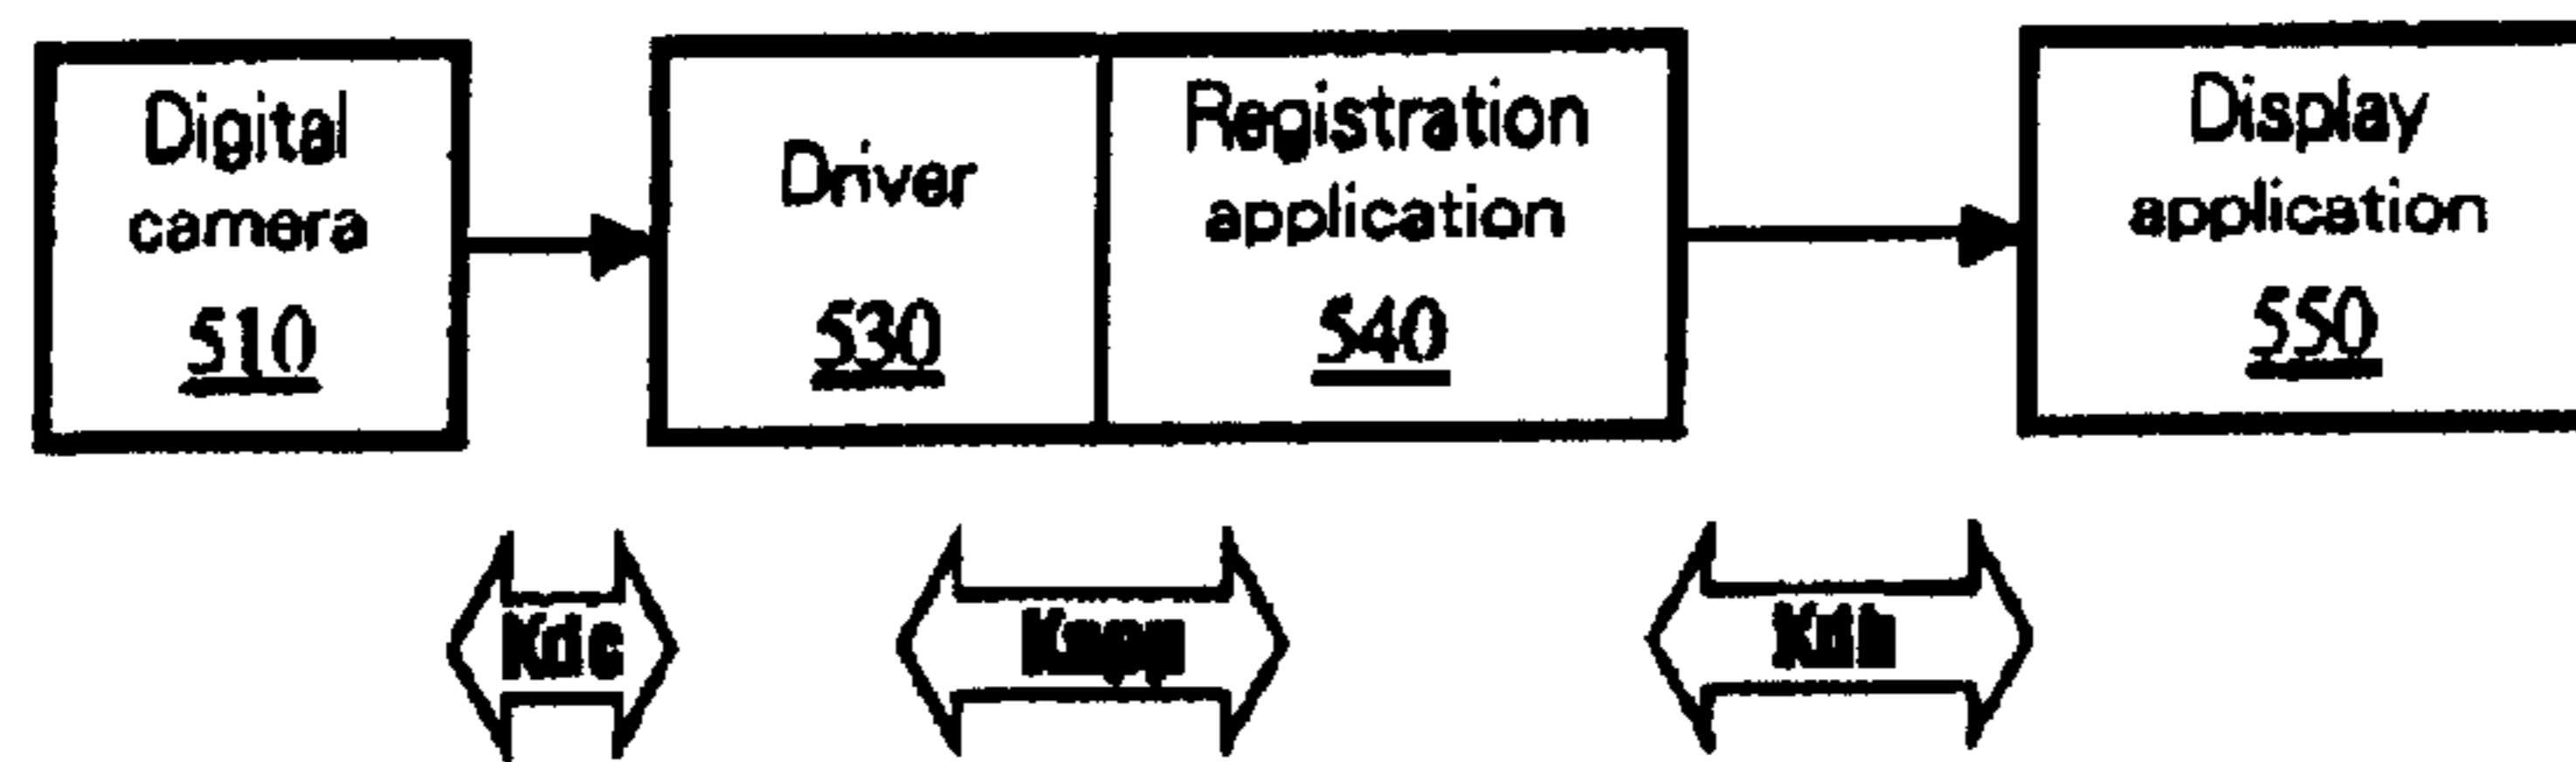 Digital
camera
510
Driver
530
Registration
application
540
Display
application
550
Kdc